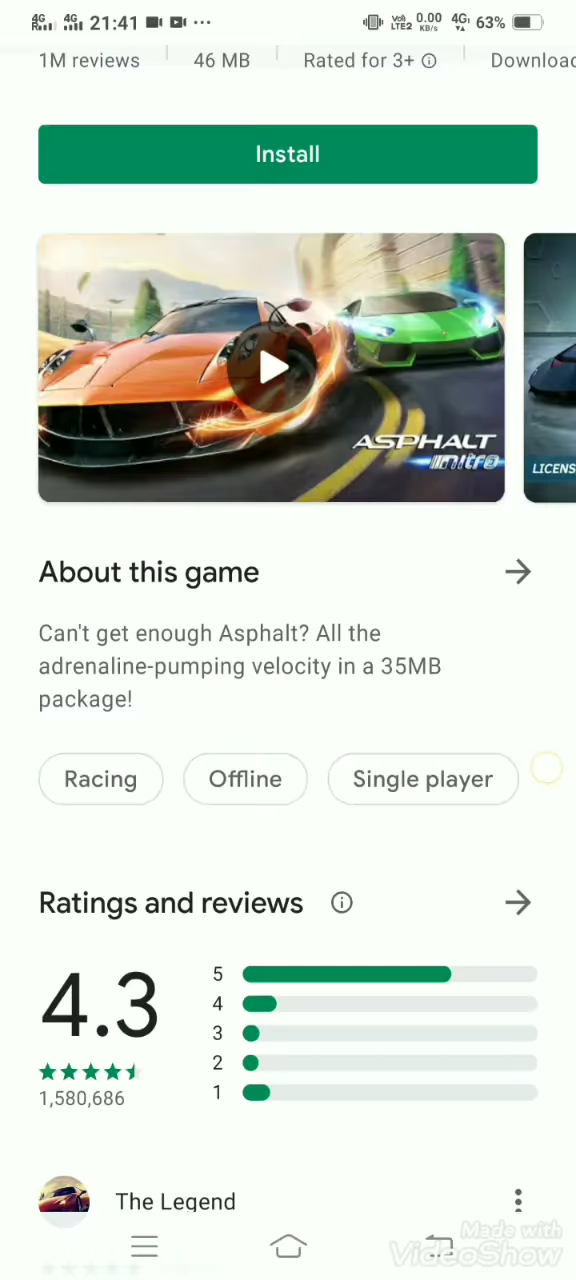 4G R 4G 21:41 ... VoD LTE2 0.00 KB/s 4G 63%
1M reviews 46 MB Rated for 3+ Download
Install
ASPHALT
nitro
LICENS
About this game
Can't get enough Asphalt? All the
adrenaline-pumping velocity in a 35MB
package!
Racing Offline Single player
Ratings and reviews
4.3
5
4
3
2
1
1,580,686
The Legend
Made with
VideoShow